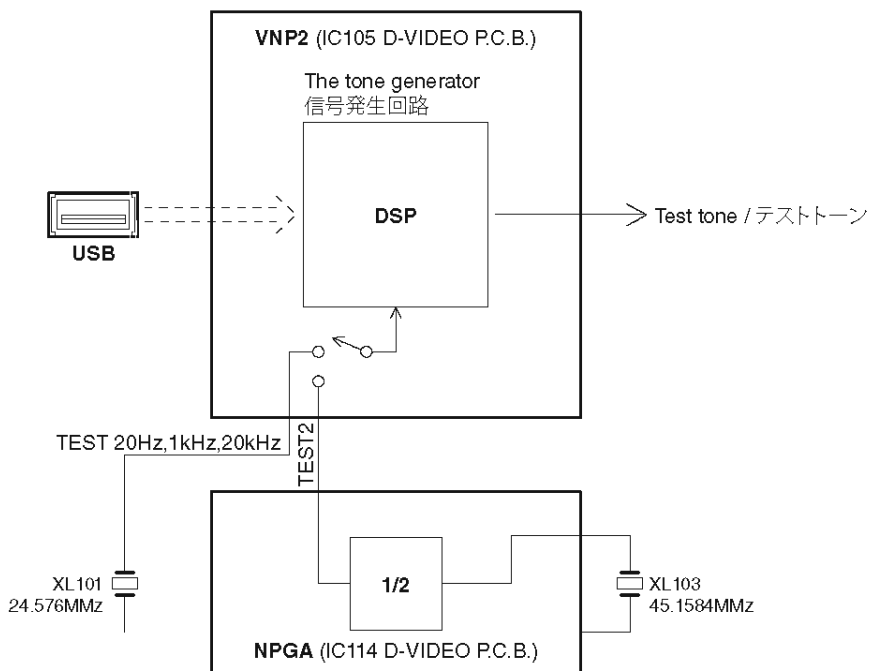 VNP2 (IC105 D-VIDEO P.C.B.)
The tone generator
信号発生回路
DSP
USB
Test tone / テストトーン
TEST 20Hz,1kHz,20kHz
TEST2
XL101
24.576MMz
1/2
XL103
45.1584MMz
NPGA (IC114 D-VIDEO P.C.B.)